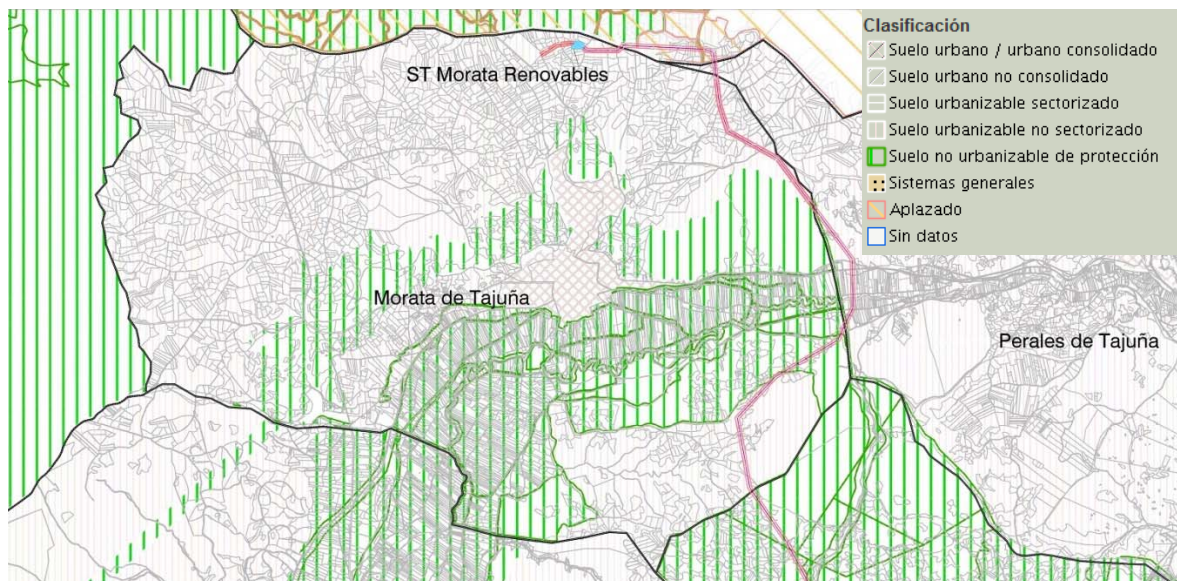 Clasificación
Suelo urbano / urbano consolidado
Suelo urbano no consolidado
Suelo urbanizable sectorizado
Suelo urbanizable no sectorizado
Suelo no urbanizable de protección
Sistemas generales
Aplazado
Sin datos
ST Morata Renovables
Morata de Tajuña
Perales de Tajuña